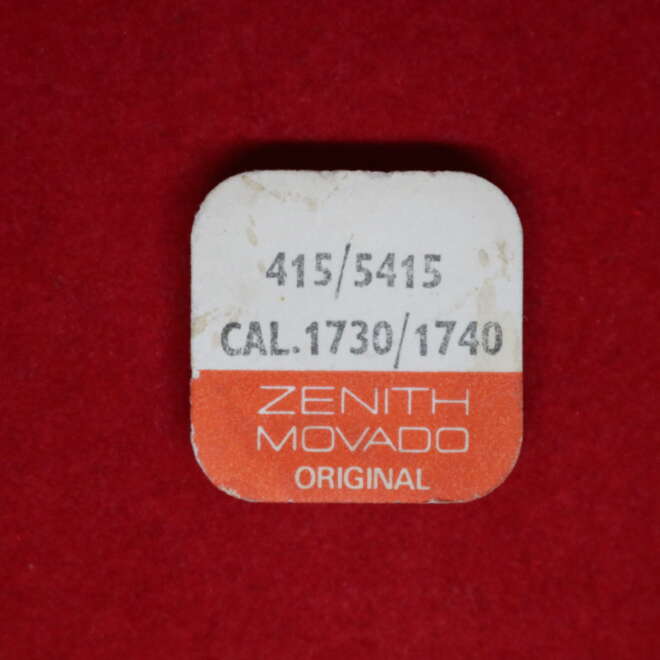 415/5415
CAL.1730/1740
ZENITH
MOVADO
ORIGINAL